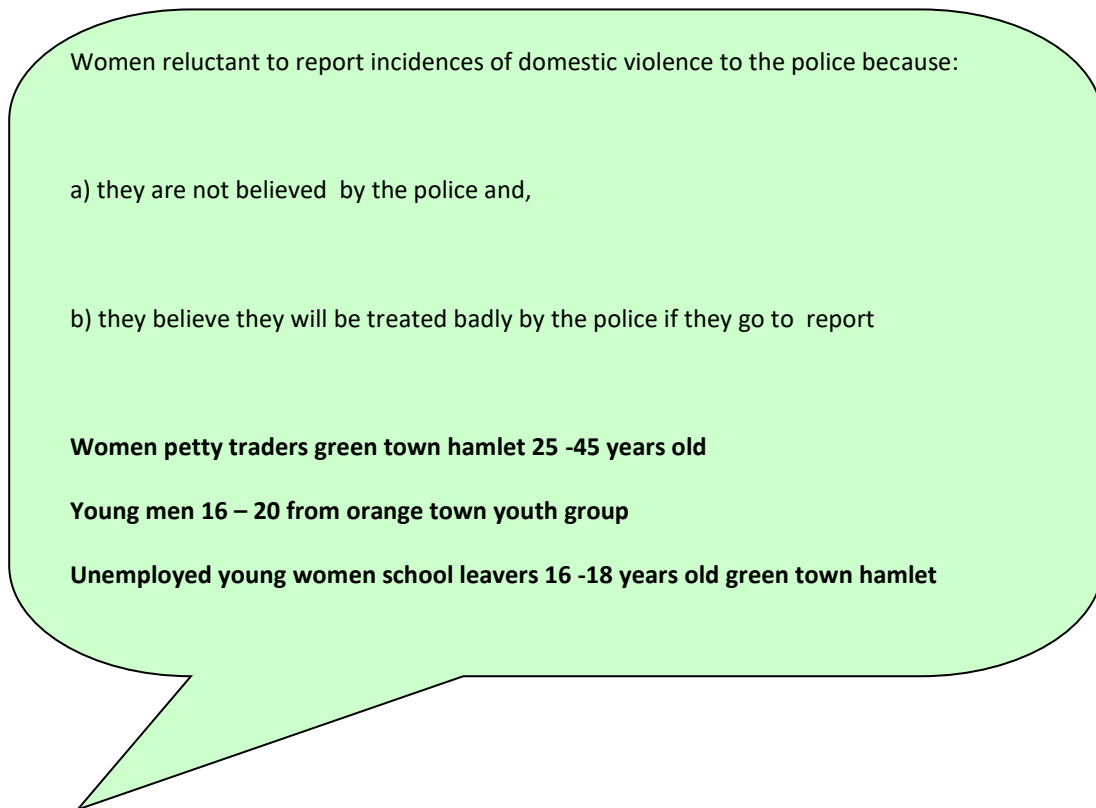 Women reluctant to report incidences of domestic violence to the police because:
a) they are not believed  by the police and,
b) they believe they will be treated badly by the police if they go to  report
Women petty traders green town hamlet 25 -45 years old
Young men 16 – 20 from orange town youth group
Unemployed young women school leavers 16 -18 years old green town hamlet